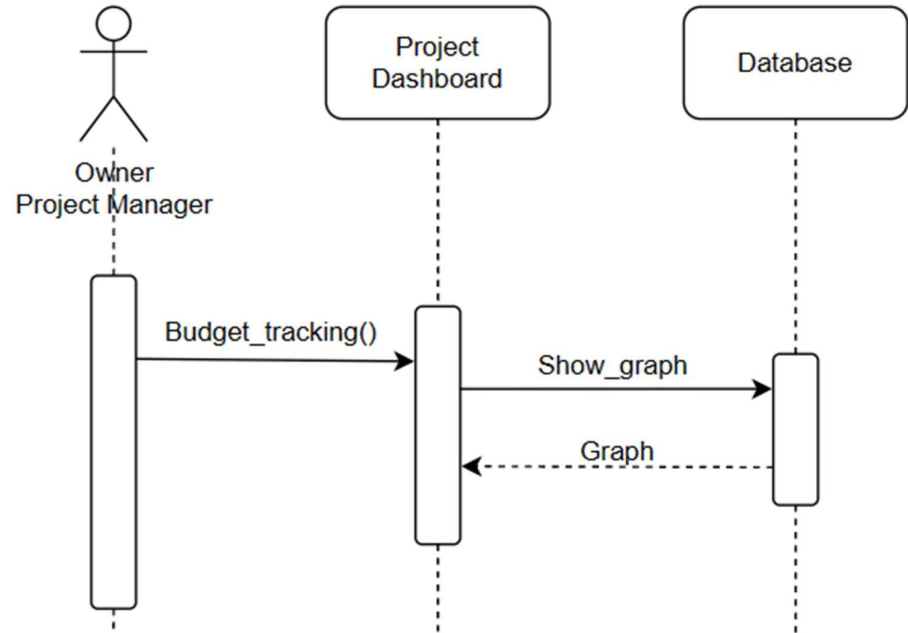 Project
Dashboard
Database
Owner
Project Manager
Budget_tracking()
Show_graph
Graph